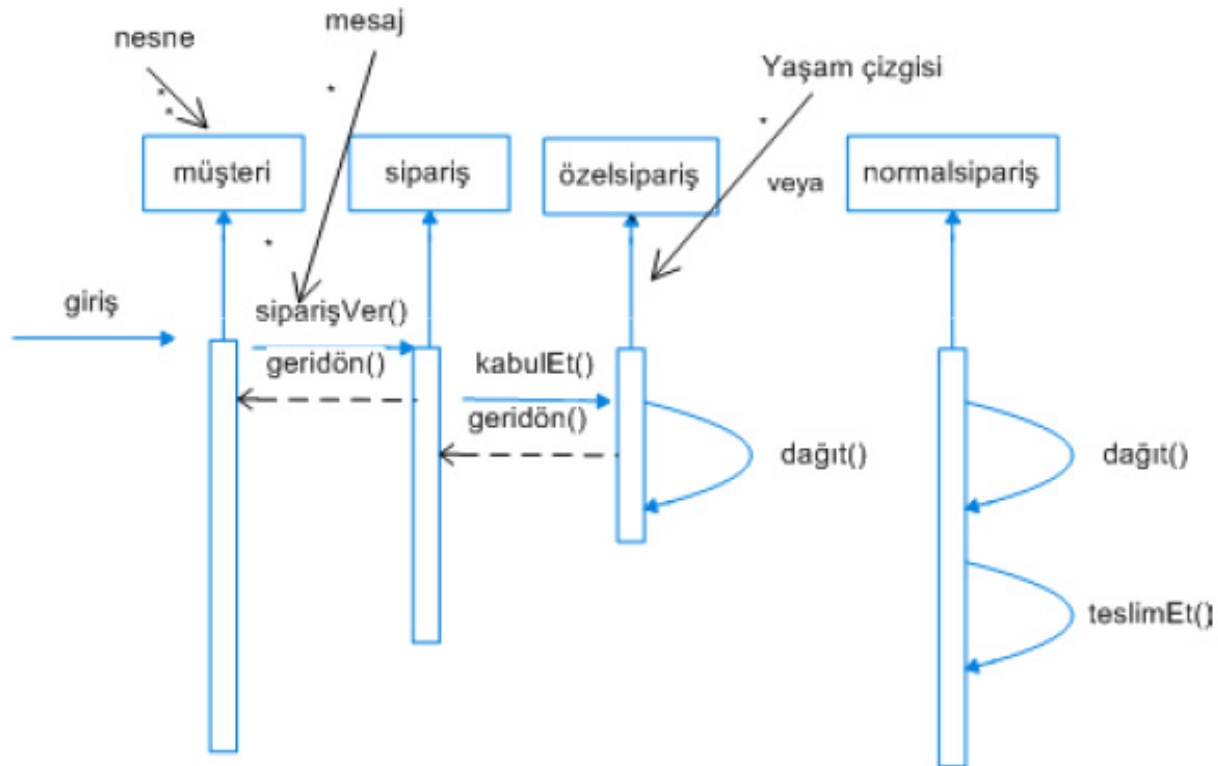 mesaj
nesne
Yaşam çizgisi
müşteri
sipariş
özelsipariş
veya
normalsipariş
giriş
siparişVer()
geridön()
kabulEt()
geridön()
dağıt()
dağıt()
teslimEt()